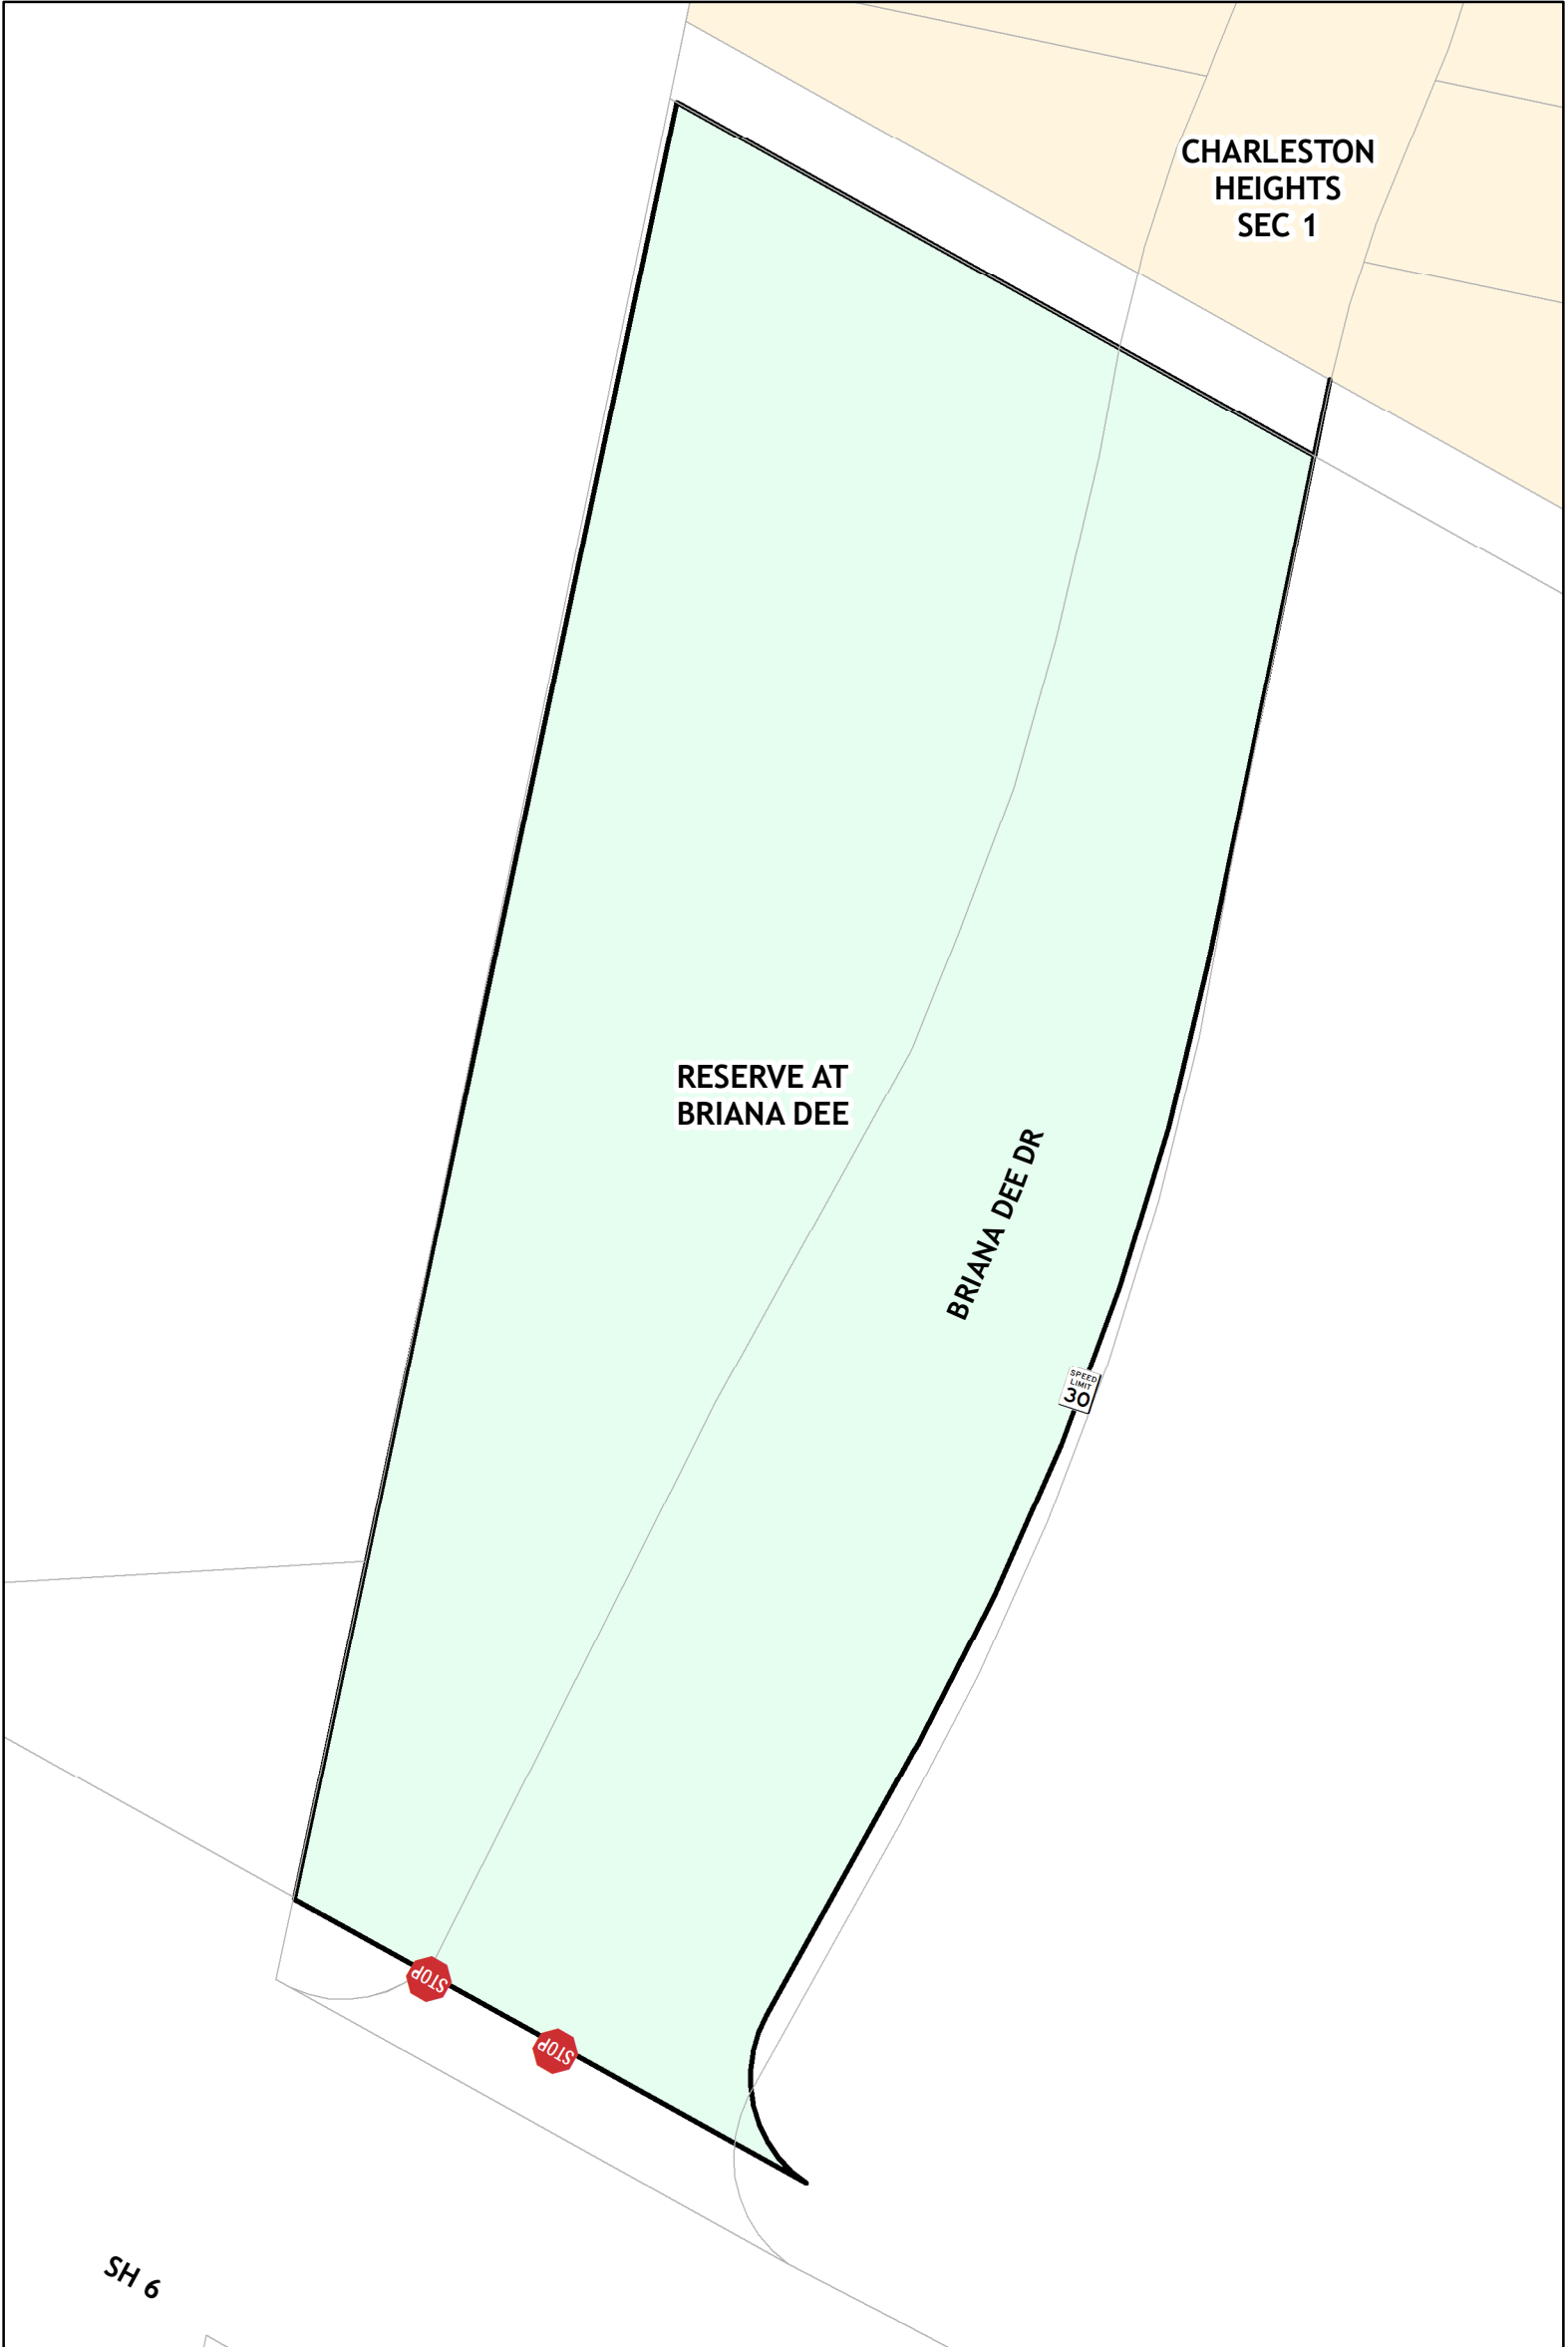 CHARLESTON
HEIGHTS
SEC 1
RESERVE AT
BRIANA DEE
BRIANA DEE DR
SPEED
LIMIT
30
STOP
STOP
SH 6